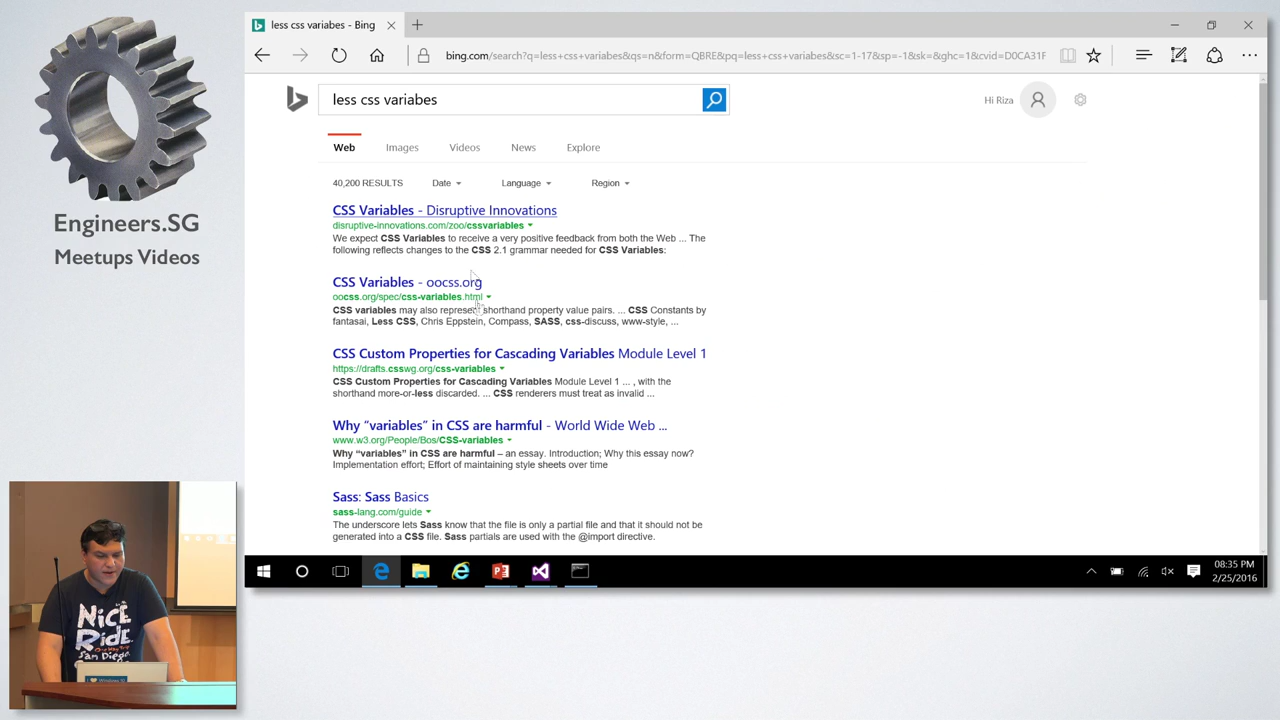 Engineers.SG
Meetups Videos
less css variabes - Bing
bing.com/search?q=less+css+variabes&qs=n&form=QBRE&pq=less+css+variabes&sc=1-17&sp=-1&sk=&ghc=1&cvid=D0CA31F
less css variabes
Hi Riza
Web Images Videos News Explore
40,200 RESULTS Date Language Region
CSS Variables - Disruptive Innovations
disruptive-innovations.com/zoo/cssvariables
We expect CSS Variables to receive a very positive feedback from both the Web ... The
following reflects changes to the CSS 2.1 grammar needed for CSS Variables:
CSS Variables - oocss.org
oocss.org/spec/css-variables.html
CSS variables may also represent shorthand property value pairs. ... CSS Constants by
fantasai, Less CSS, Chris Eppstein, Compass, SASS, css-discuss, www-style, ...
CSS Custom Properties for Cascading Variables Module Level 1
https://drafts.csswg.org/css-variables
CSS Custom Properties for Cascading Variables Module Level 1 ... , with the
shorthand more-or-less discarded. ... CSS renderers must treat as invalid ...
Why “variables” in CSS are harmful - World Wide Web ...
www.w3.org/People/Bos/CSS-variables
Why “variables” in CSS are harmful – an essay. Introduction; Why this essay now?
Implementation effort; Effort of maintaining style sheets over time
Sass: Sass Basics
sass-lang.com/guide
The underscore lets Sass know that the file is only a partial file and that it should not be
generated into a CSS file. Sass partials are used with the @import directive.
08:35 PM
2/25/2016
NiCE
RiDE
San Diego